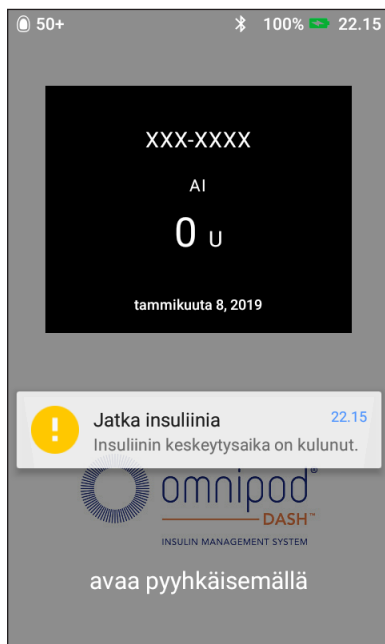 50+ 100% 22.15
XXX-XXXX
AI
0 U
tammikuuta 8, 2019
Jatka insuliinia 22.15
Insuliinin keskeytysaika on kulunut.
omnipod®
DASH™
INSULIN MANAGEMENT SYSTEM
avaa pyyhkäisemällä